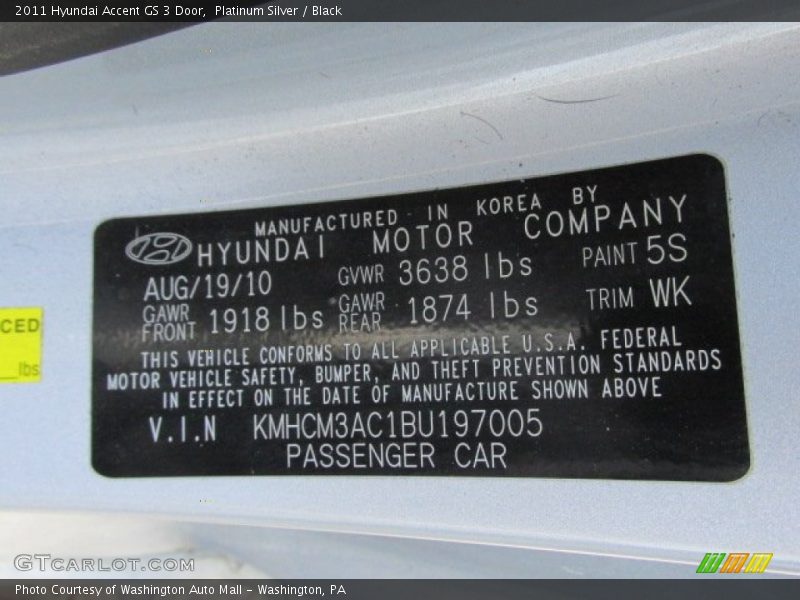 2011 Hyundai Accent GS 3 Door, Platinum Silver / Black
MANUFACTURED IN KOREA BY
HYUNDAI MOTOR COMPANY
AUG/19/10 GVWR 3638 lbs PAINT 5S
GAWR FRONT 1918 lbs GAWR REAR 1874 lbs TRIM WK
THIS VEHICLE CONFORMS TO ALL APPLICABLE U.S.A. FEDERAL
MOTOR VEHICLE SAFETY, BUMPER, AND THEFT PREVENTION STANDARDS
IN EFFECT ON THE DATE OF MANUFACTURE SHOWN ABOVE
V.I.N KMHCM3AC1BU197005
PASSENGER CAR
CED
lbs
GTCARLOT.COM
Photo Courtesy of Washington Auto Mall - Washington, PA